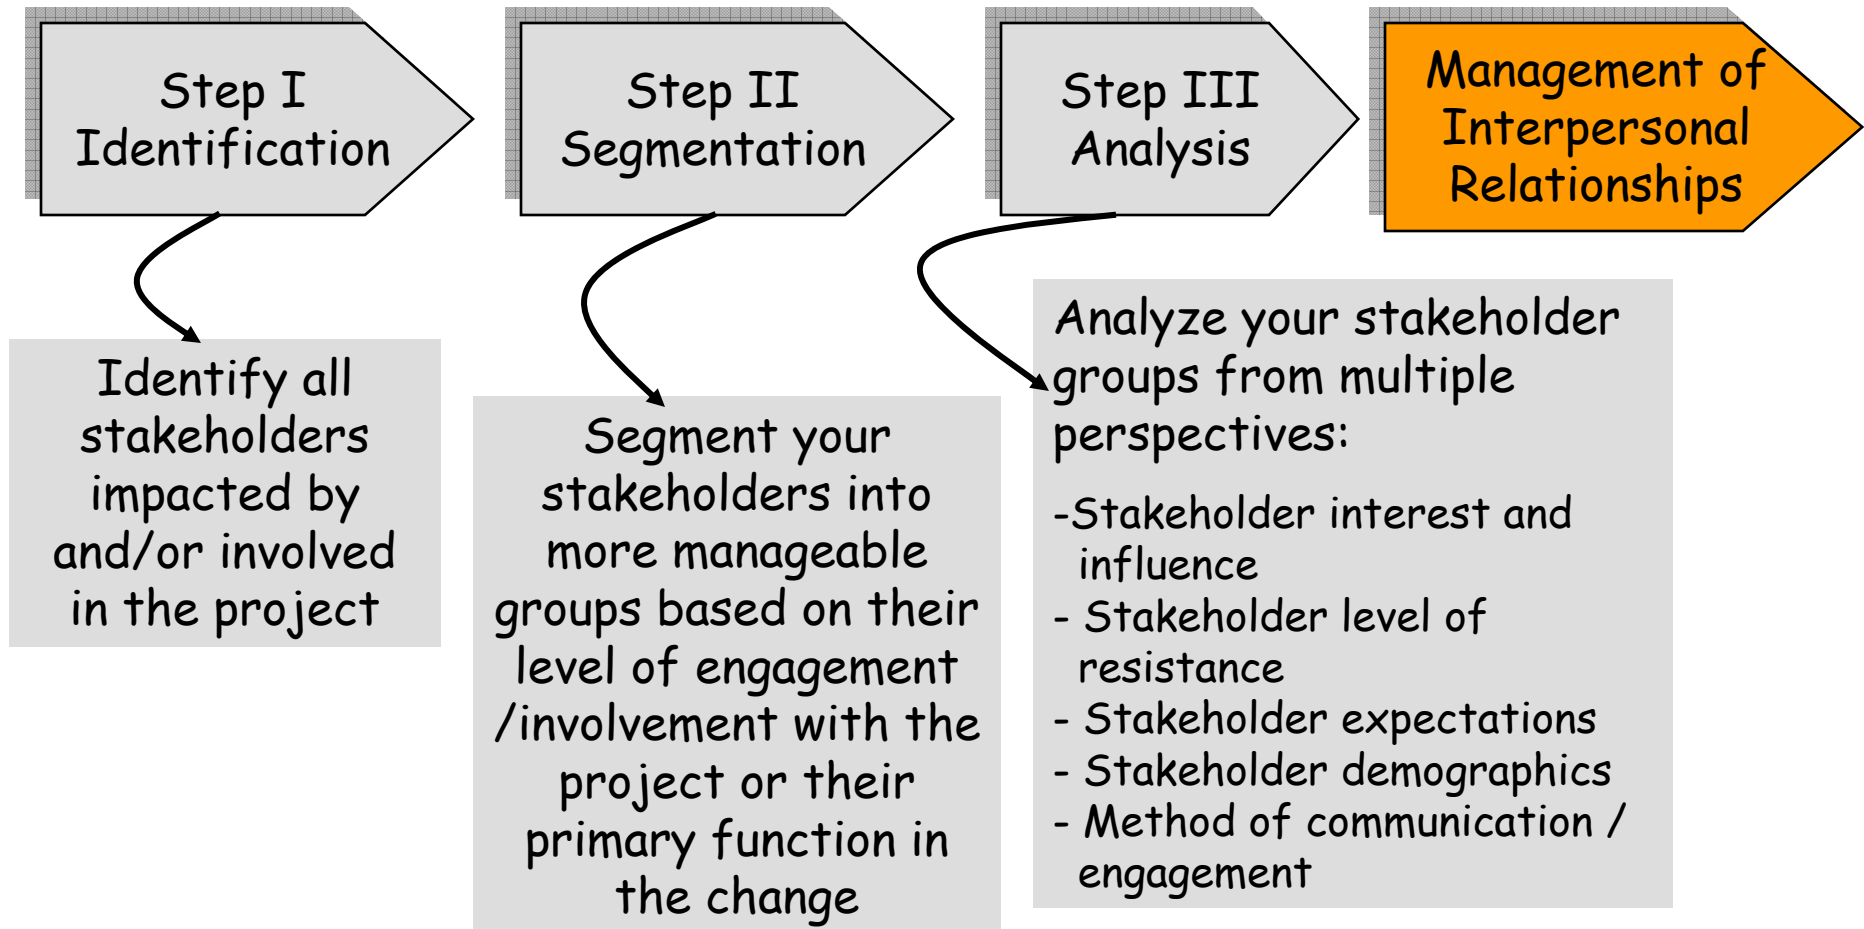 Step I
Identification
Step II
Segmentation
Step III
Analysis
Management of
Interpersonal
Relationships
Identify all
stakeholders
impacted by
and/or involved
in the project
Segment your
stakeholders into
more manageable
groups based on their
level of engagement
/involvement with the
project or their
primary function in
the change
Analyze your stakeholder
groups from multiple
perspectives:
-Stakeholder interest and
influence
- Stakeholder level of
resistance
- Stakeholder expectations
- Stakeholder demographics
- Method of communication /
engagement